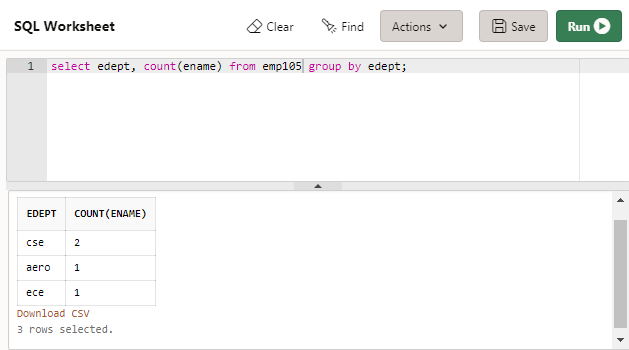 SQL Worksheet Clear Find Actions Save Run
1 select edept, count(ename) from emp105 group by edept;
EDEPT COUNT(ENAME)
cse 2
aero 1
ece 1
Download CSV
3 rows selected.